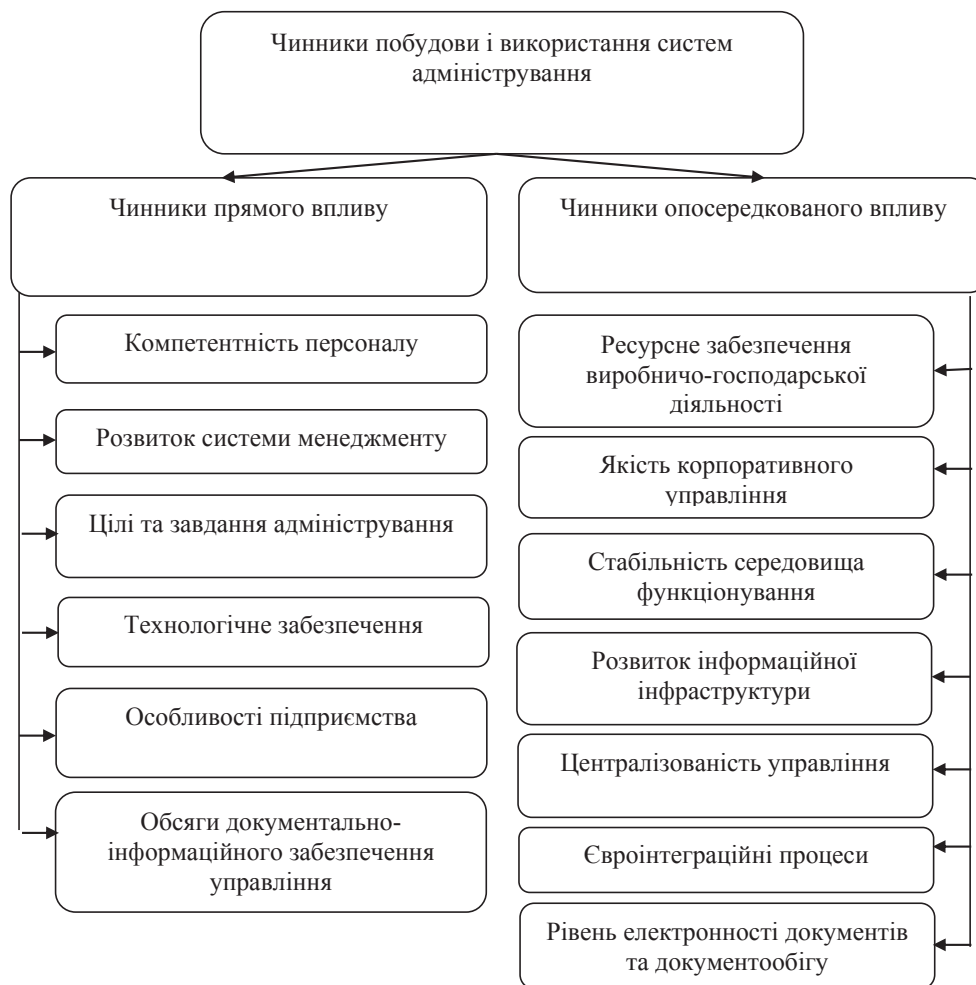 Чинники побудови і використання систем
адміністрування
Чинники прямого впливу
Чинники опосередкованого впливу
Компетентність персоналу
Розвиток системи менеджменту
Цілі та завдання адміністрування
Технологічне забезпечення
Особливості підприємства
Обсяги документально-
інформаційного забезпечення
управління
Ресурсне забезпечення
виробничо-господарської
діяльності
Якість корпоративного
управління
Стабільність середовища
функціонування
Розвиток інформаційної
інфраструктури
Централізованість управління
Євроінтеграційні процеси
Рівень електронності документів
та документообігу